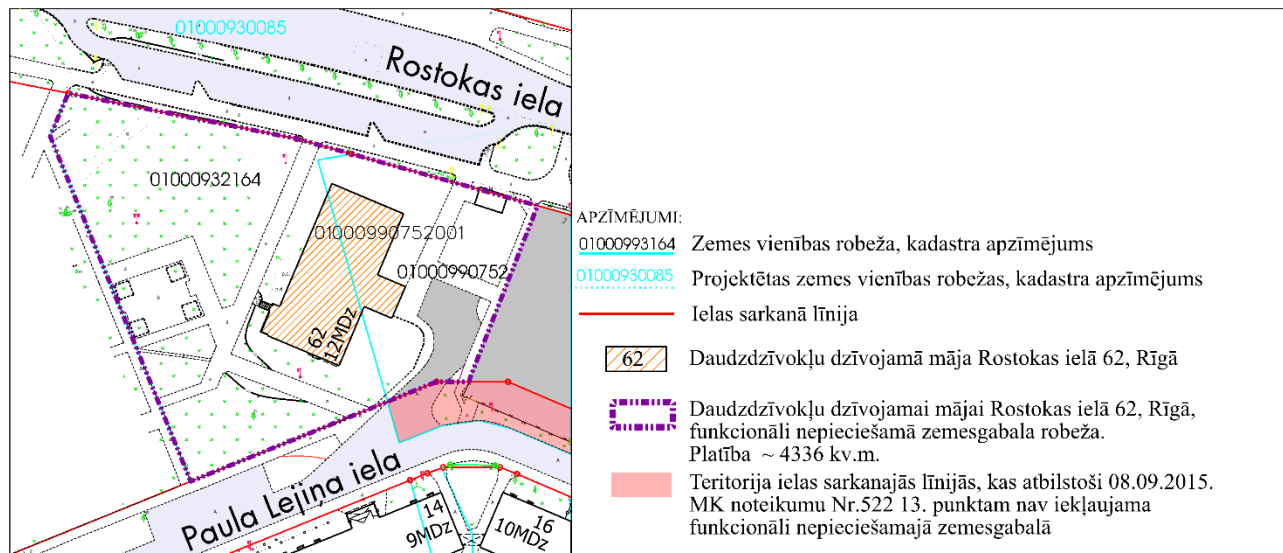 01000930085
Rostokas iela
01000932164
01000990752001
01000990752
62
12MDz
Paula Lejiņa iela
14
9MDz
16
10MDz
APZĪMĒJUMI:
01000993164 Zemes vienības robeža, kadastra apzīmējums
01000930085 Projektētas zemes vienības robežas, kadastra apzīmējums
Ielas sarkanā līnija
62 Daudzdzīvokļu dzīvojamā māja Rostokas ielā 62, Rīgā
Daudzdzīvokļu dzīvojamai mājai Rostokas ielā 62, Rīgā,
funkcionāli nepieciešamā zemesgabala robeža.
Platība ~ 4336 kv.m.
Teritorija ielas sarkanajās līnijās, kas atbilstoši 08.09.2015.
MK noteikumu Nr.522 13. punktam nav iekļaujama
funkcionāli nepieciešamajā zemesgabalā